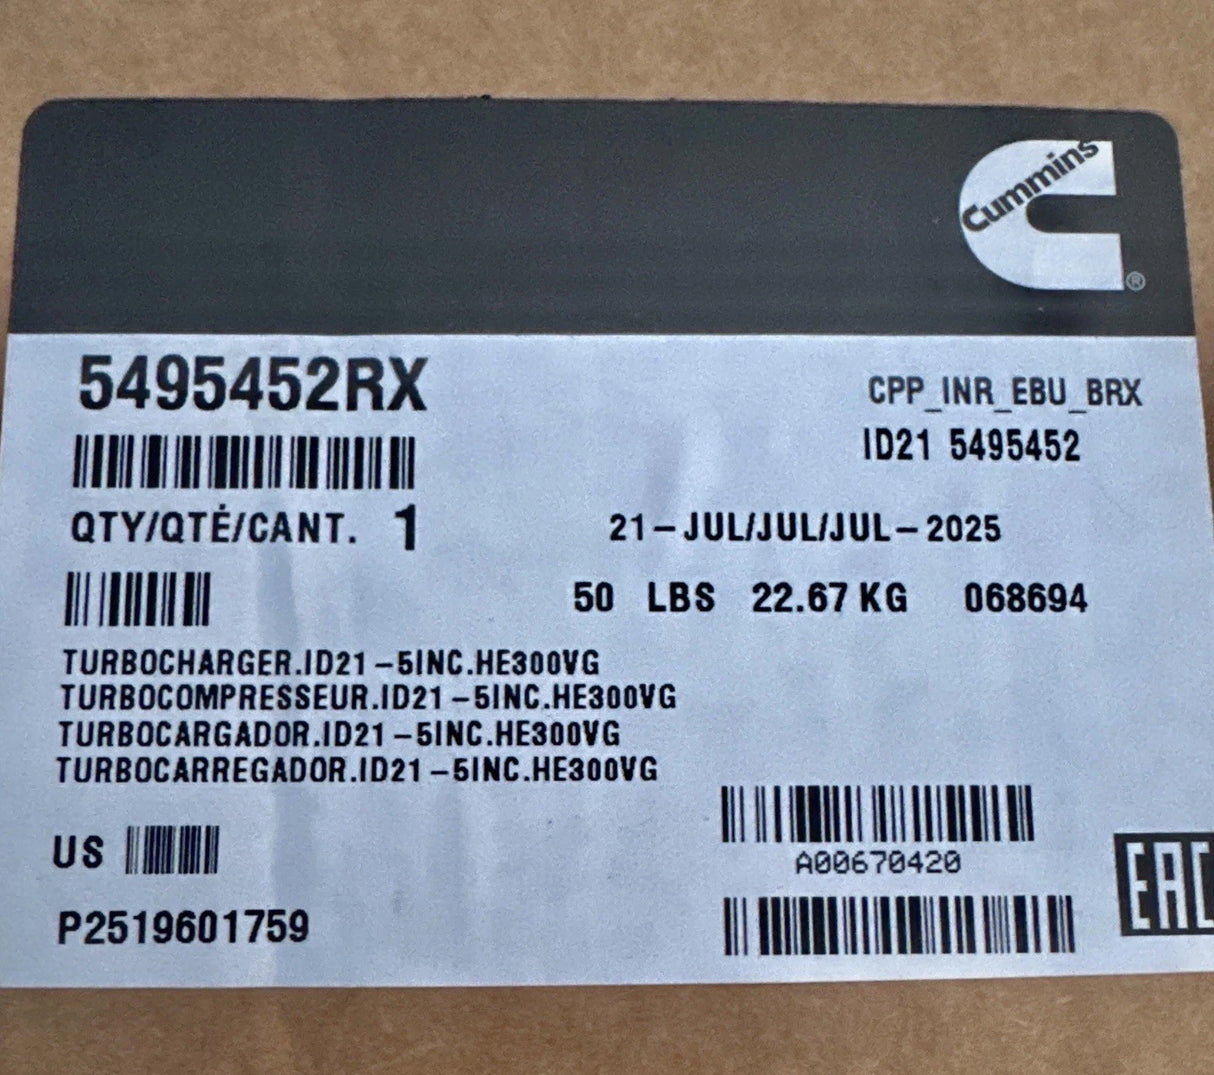 Cummins
®
5495452RX
CPP_INR_EBU_BRX
ID21 5495452
QTY/QTÉ/CANT. 1
21-JUL/JUL/JUL-2025
50 LBS 22.67 KG 068694
TURBOCHARGER.ID21-5INC.HE300VG
TURBOCOMPRESSEUR.ID21-5INC.HE300VG
TURBOCARGADOR.ID21-5INC.HE300VG
TURBOCARREGADOR.ID21-5INC.HE300VG
US
A00670420
EAC
P2519601759